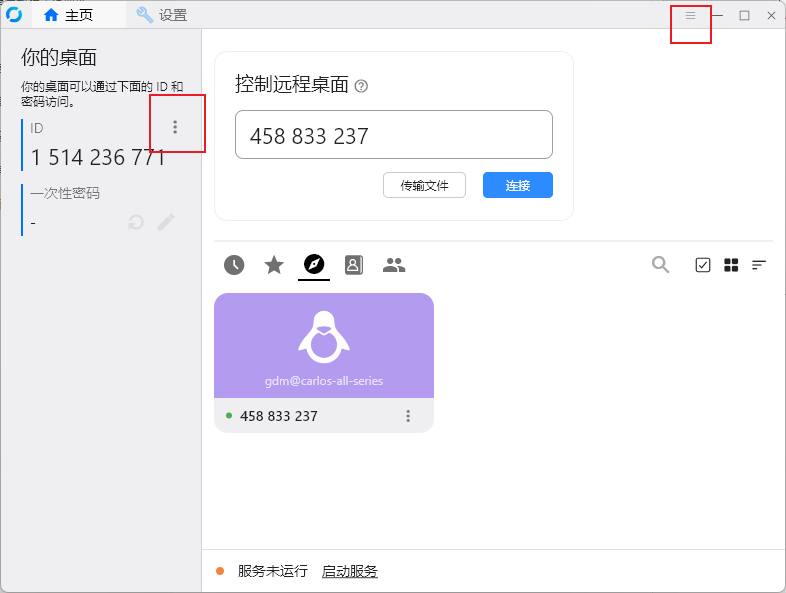 主页
设置
你的桌面
你的桌面可以通过下面的 ID 和
密码访问。
ID
1 514 236 771
一次性密码
-
控制远程桌面
458 833 237
传输文件
连接
gdm@carlos-all-series
458 833 237
服务未运行 启动服务